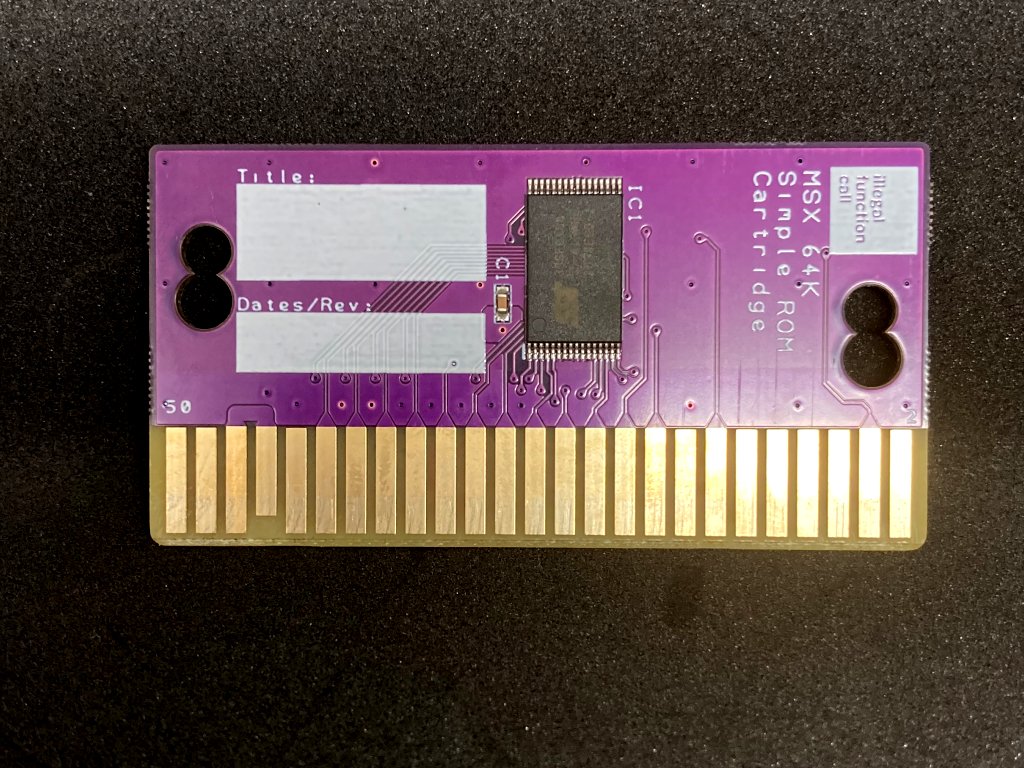 Title:
Dates/Rev:
C1
IC1
MSX 64K
Simple ROM
Cartridge
illegal
function
call
50
2